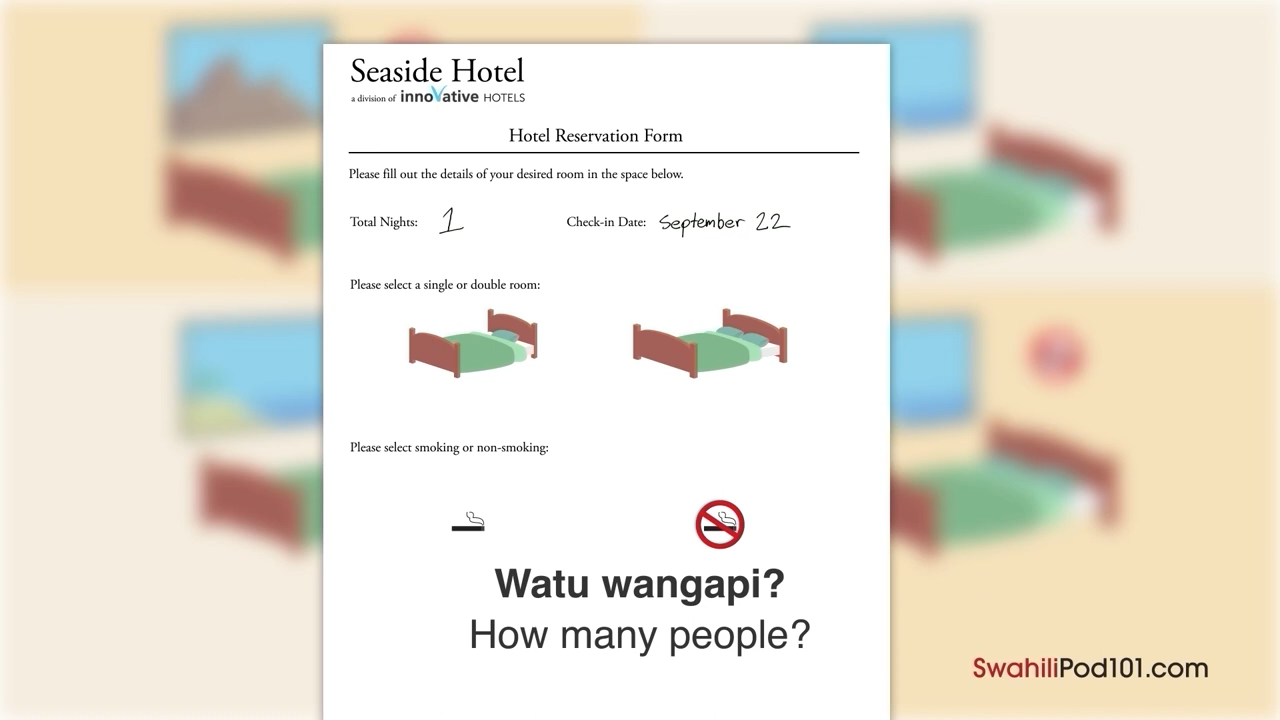 Seaside Hotel
a division of innoVative HOTELS
Hotel Reservation Form
Please fill out the details of your desired room in the space below.
Total Nights: 1 Check-in Date: September 22
Please select a single or double room:
Please select smoking or non-smoking:
Watu wangapi?
How many people?
SwahiliPod101.com